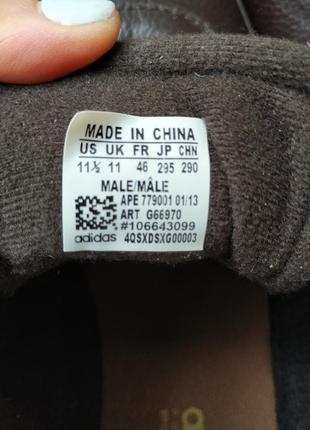 MADE IN CHINA
US UK FR JP CHN
11½ 11 46 295 290
MALE/MÂLE
APE 779001 01/13
ART G66970
#106643099
adidas 4QSXDSXG00003